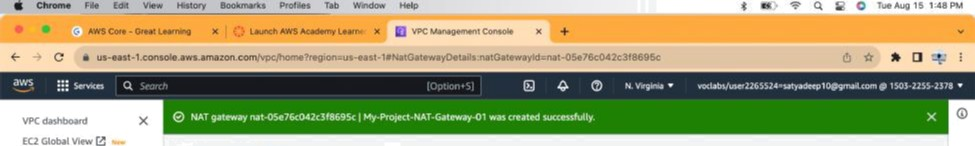 Chrome File Edit View History Bookmarks Profiles Tab Window Help Tue Aug 15 1:48 PM
AWS Core - Great Learning Launch AWS Academy Learne VPC Management Console
us-east-1.console.aws.amazon.com/vpc/home?region=us-east-1#NatGatewayDetails:natGatewayId=nat-05e76c042c3f8695c
aws Services Search [Option+S] N. Virginia voclabs/user2265524=satyadeep10@gmail.com @ 1503-2255-2378
VPC dashboard
NAT gateway nat-05e76c042c3f8695c | My-Project-NAT-Gateway-01 was created successfully.
EC2 Global View New